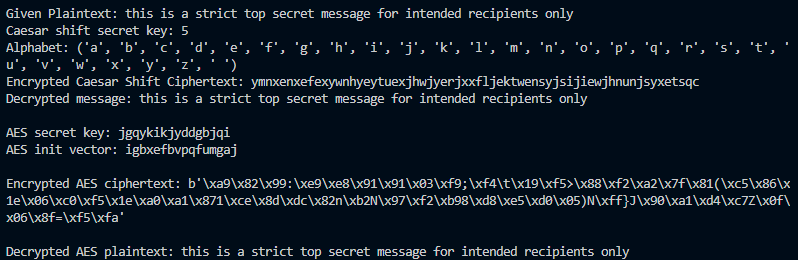 Given Plaintext: this is a strict top secret message for intended recipients only
Caesar shift secret key: 5
Alphabet: ('a', 'b', 'c', 'd', 'e', 'f', 'g', 'h', 'i', 'j', 'k', 'l', 'm', 'n', 'o', 'p', 'q', 'r', 's', 't', '
u', 'v', 'w', 'x', 'y', 'z', ' ')
Encrypted Caesar Shift Ciphertext: ymnxenxefexywnhyeytuexjhwjyerjxxfljektwensyjsijiewjhnunjsyxetsqc
Decrypted message: this is a strict top secret message for intended recipients only

AES secret key: jgqykikjyddgbjqi
AES init vector: igbxefbvpqfumgaj

Encrypted AES ciphertext: b'\xa9\x82\x99:\xe9\xe8\x91\x91\x03\xf9;\xf4\t\x19\xf5>\x88\xf2\xa2\x7f\x81(\xc5\x86\x
1e\x06\xc0\xf5\x1e\xa0\xa1\x871\xce\x8d\xdc\x82n\xb2N\x97\xf2\xb98\xd8\xe5\xd0\x05)N\xff}J\x90\xa1\xd4\xc7Z\x0f\
x06\x8f=\xf5\xfa'

Decrypted AES plaintext: this is a strict top secret message for intended recipients only